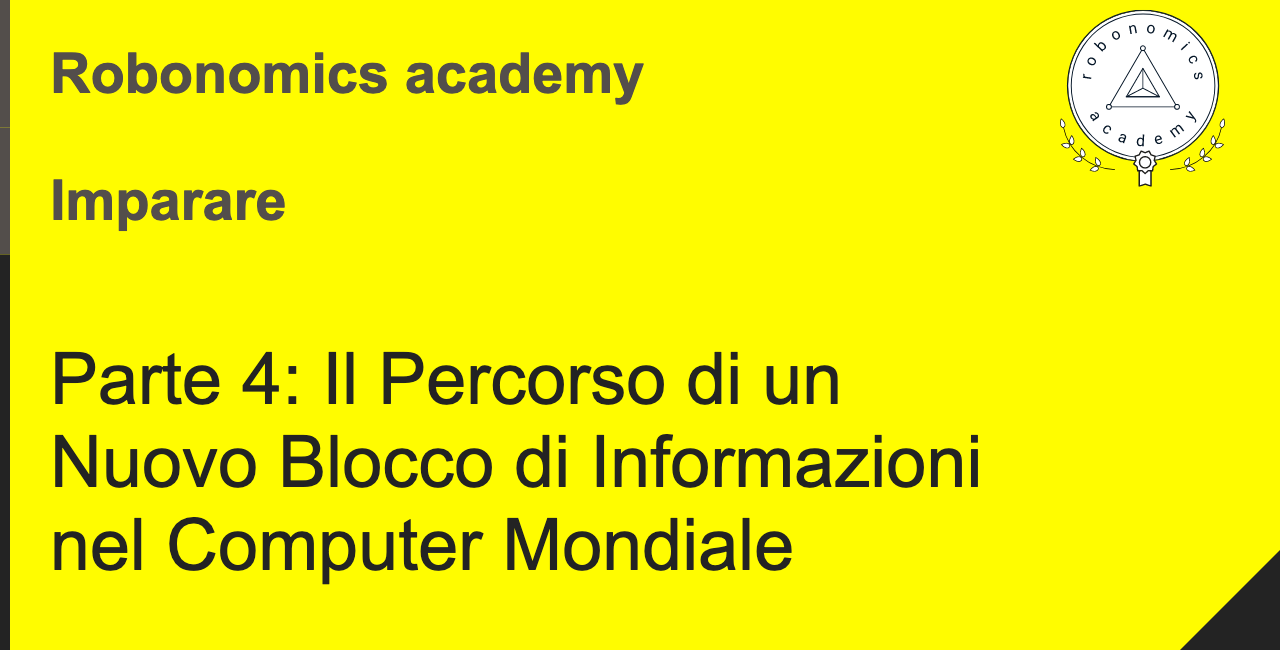 Robonomics academy
robonomics
academy
Imparare
Parte 4: Il Percorso di un
Nuovo Blocco di Informazioni
nel Computer Mondiale